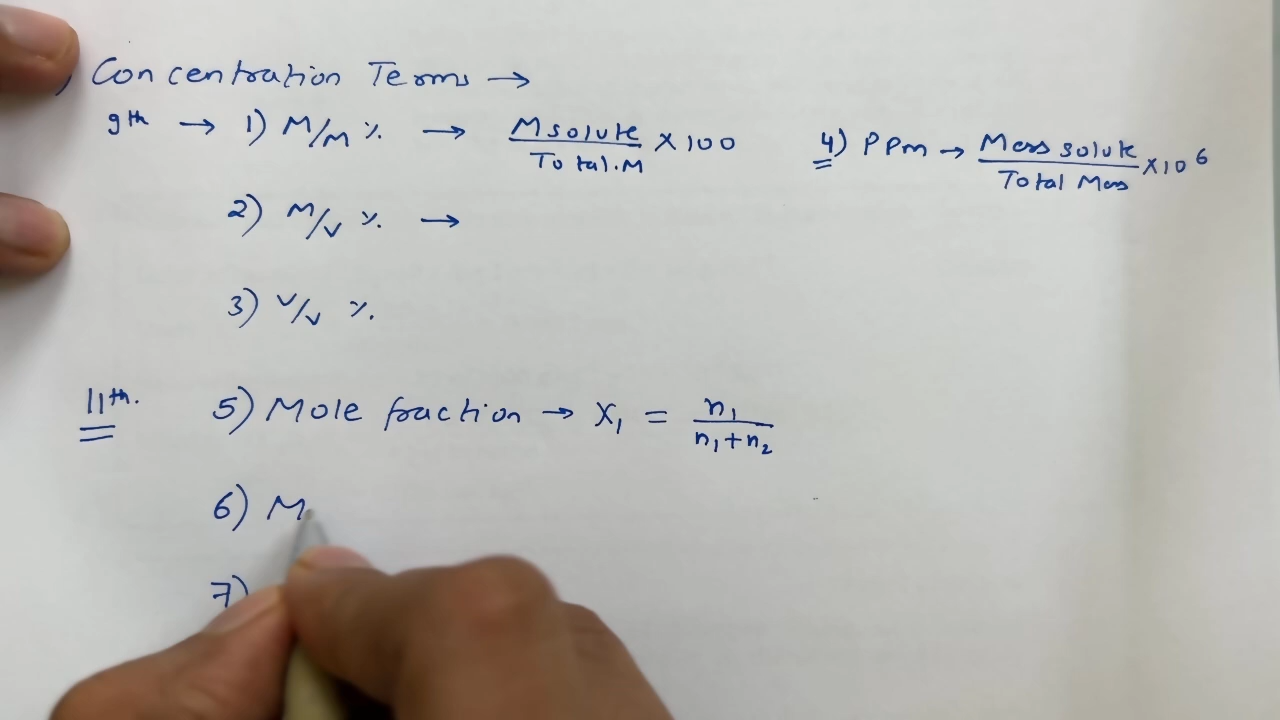 ) Concentration Terms →
9th → 1) M/M % → M solute / Total.M × 100
4) PPm → Mass solute / Total Mass × 10^6
2) M/V % →
3) V/V %.
11th. 5) Mole fraction → X₁ = n₁ / n₁+n₂
6) M
7)